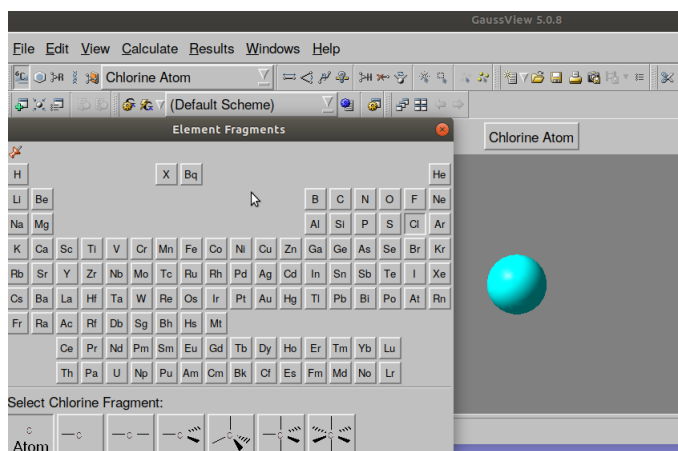 GaussView 5.0.8
File Edit View Calculate Results Windows Help
6C Chlorine Atom
(Default Scheme)
Element Fragments
Chlorine Atom
H X Bq He
Li Be B C N O F Ne
Na Mg Al Si P S Cl Ar
K Ca Sc Ti V Cr Mn Fe Co Ni Cu Zn Ga Ge As Se Br Kr
Rb Sr Y Zr Nb Mo Tc Ru Rh Pd Ag Cd In Sn Sb Te I Xe
Cs Ba La Hf Ta W Re Os Ir Pt Au Hg Tl Pb Bi Po At Rn
Fr Ra Ac Rf Db Sg Bh Hs Mt
Ce Pr Nd Pm Sm Eu Gd Tb Dy Ho Er Tm Yb Lu
Th Pa U Np Pu Am Cm Bk Cf Es Fm Md No Lr
Select Chlorine Fragment:
C C C C C C C
Atom